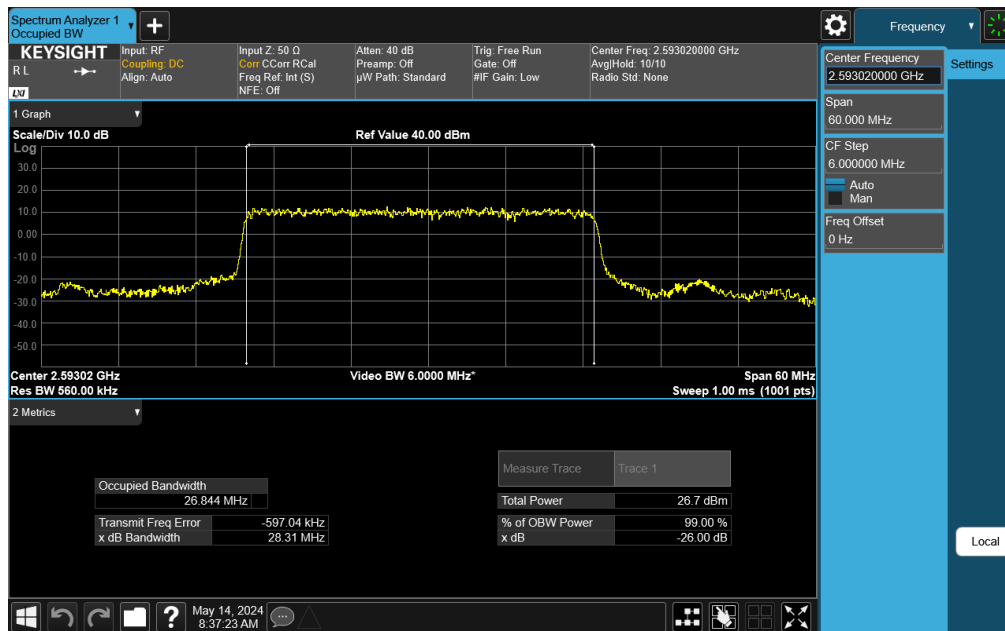 Spectrum Analyzer 1
Occupied BW
Frequency
KEYSIGHT
R L
LXI
Input: RF
Coupling: DC
Align: Auto
Input Z: 50 Ω
Corr CCorr RCal
Freq Ref: Int (S)
NFE: Off
Atten: 40 dB
Preamp: Off
µW Path: Standard
Trig: Free Run
Gate: Off
#IF Gain: Low
Center Freq: 2.593020000 GHz
Avg|Hold: 10/10
Radio Std: None
Center Frequency
2.593020000 GHz
Settings
Span
60.000 MHz
CF Step
6.000000 MHz
Auto
Man
Freq Offset
0 Hz
1 Graph
Scale/Div 10.0 dB
Ref Value 40.00 dBm
Log
30.0
20.0
10.0
0.00
-10.0
-20.0
-30.0
-40.0
-50.0
Center 2.59302 GHz
Video BW 6.0000 MHz*
Span 60 MHz
Res BW 560.00 kHz
Sweep 1.00 ms (1001 pts)
2 Metrics
Measure Trace
Trace 1
Occupied Bandwidth
26.844 MHz
Total Power
26.7 dBm
Transmit Freq Error
-597.04 kHz
% of OBW Power
99.00 %
x dB Bandwidth
28.31 MHz
x dB
-26.00 dB
Local
May 14, 2024
8:37:23 AM